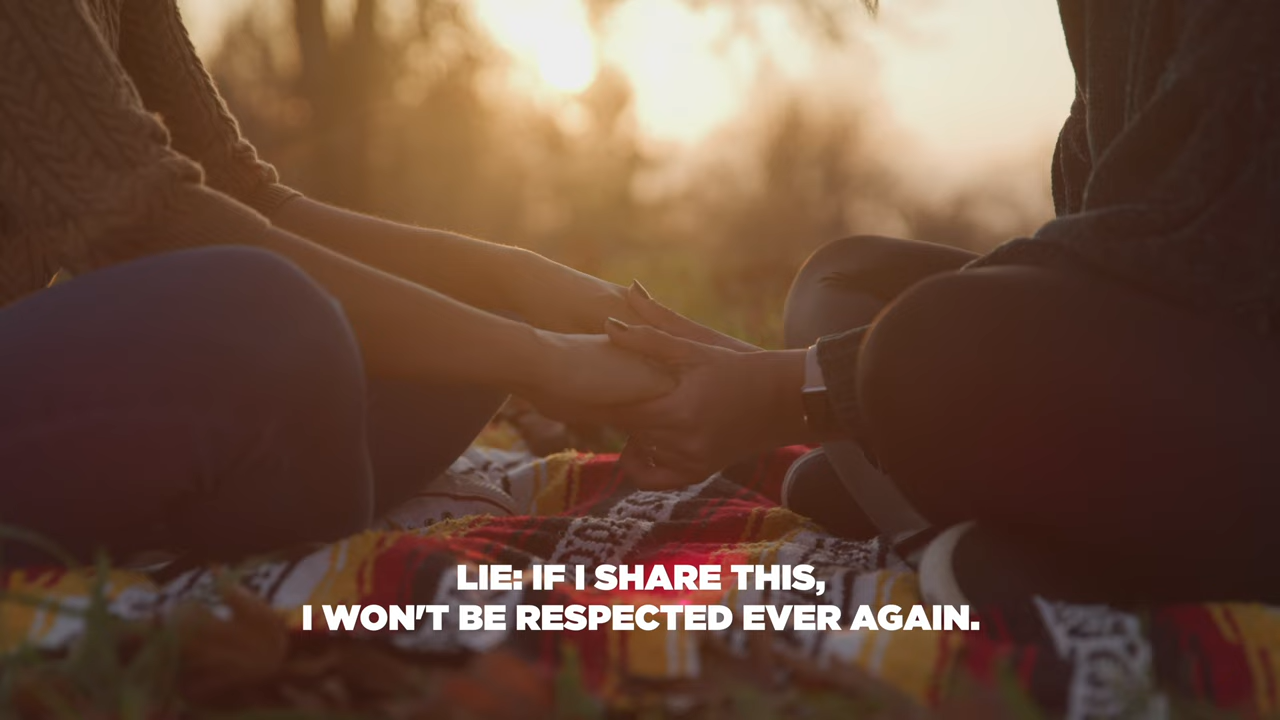 LIE: IF I SHARE THIS,
I WON'T BE RESPECTED EVER AGAIN.